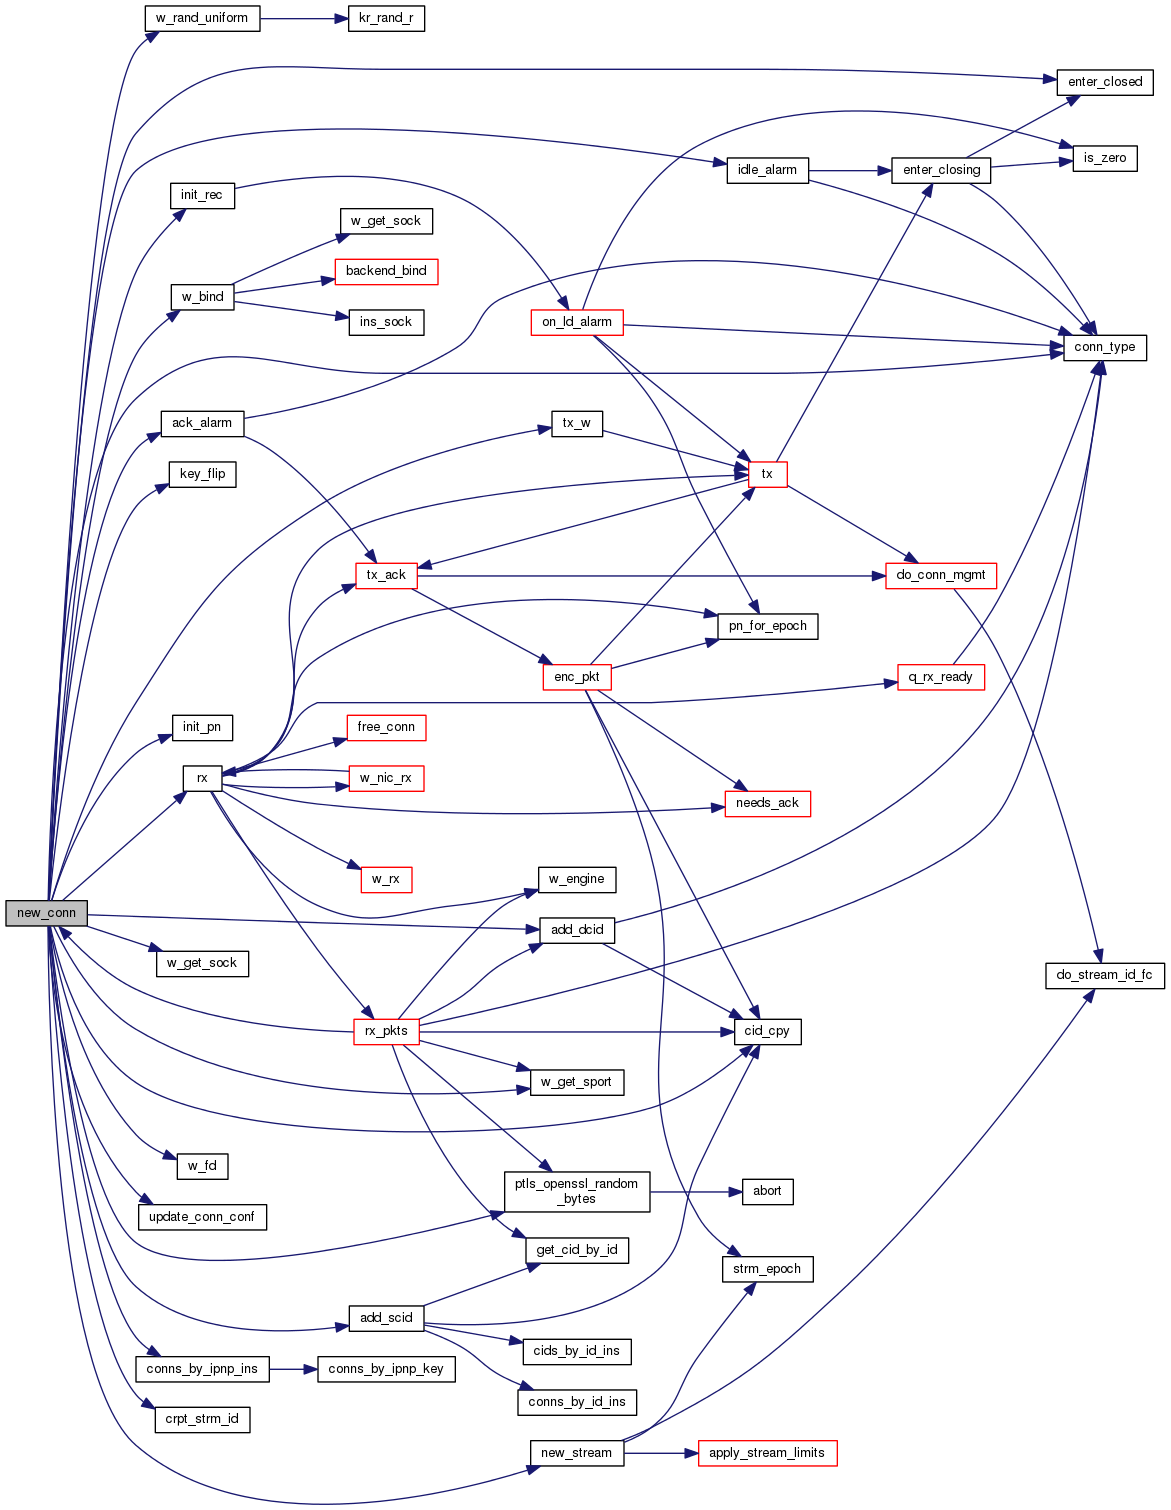 w_rand_uniform
kr_rand_r
enter_closed
is_zero
idle_alarm
enter_closing
init_rec
w_get_sock
backend_bind
w_bind
ins_sock
on_ld_alarm
conn_type
ack_alarm
tx_w
key_flip
tx
tx_ack
do_conn_mgmt
pn_for_epoch
enc_pkt
q_rx_ready
init_pn
free_conn
rx
w_nic_rx
needs_ack
w_rx
w_engine
new_conn
add_dcid
w_get_sock
do_stream_id_fc
rx_pkts
cid_cpy
w_get_sport
w_fd
ptls_openssl_random
_bytes
abort
update_conn_conf
get_cid_by_id
strm_epoch
add_scid
cids_by_id_ins
conns_by_ipnp_ins
conns_by_ipnp_key
conns_by_id_ins
crpt_strm_id
new_stream
apply_stream_limits